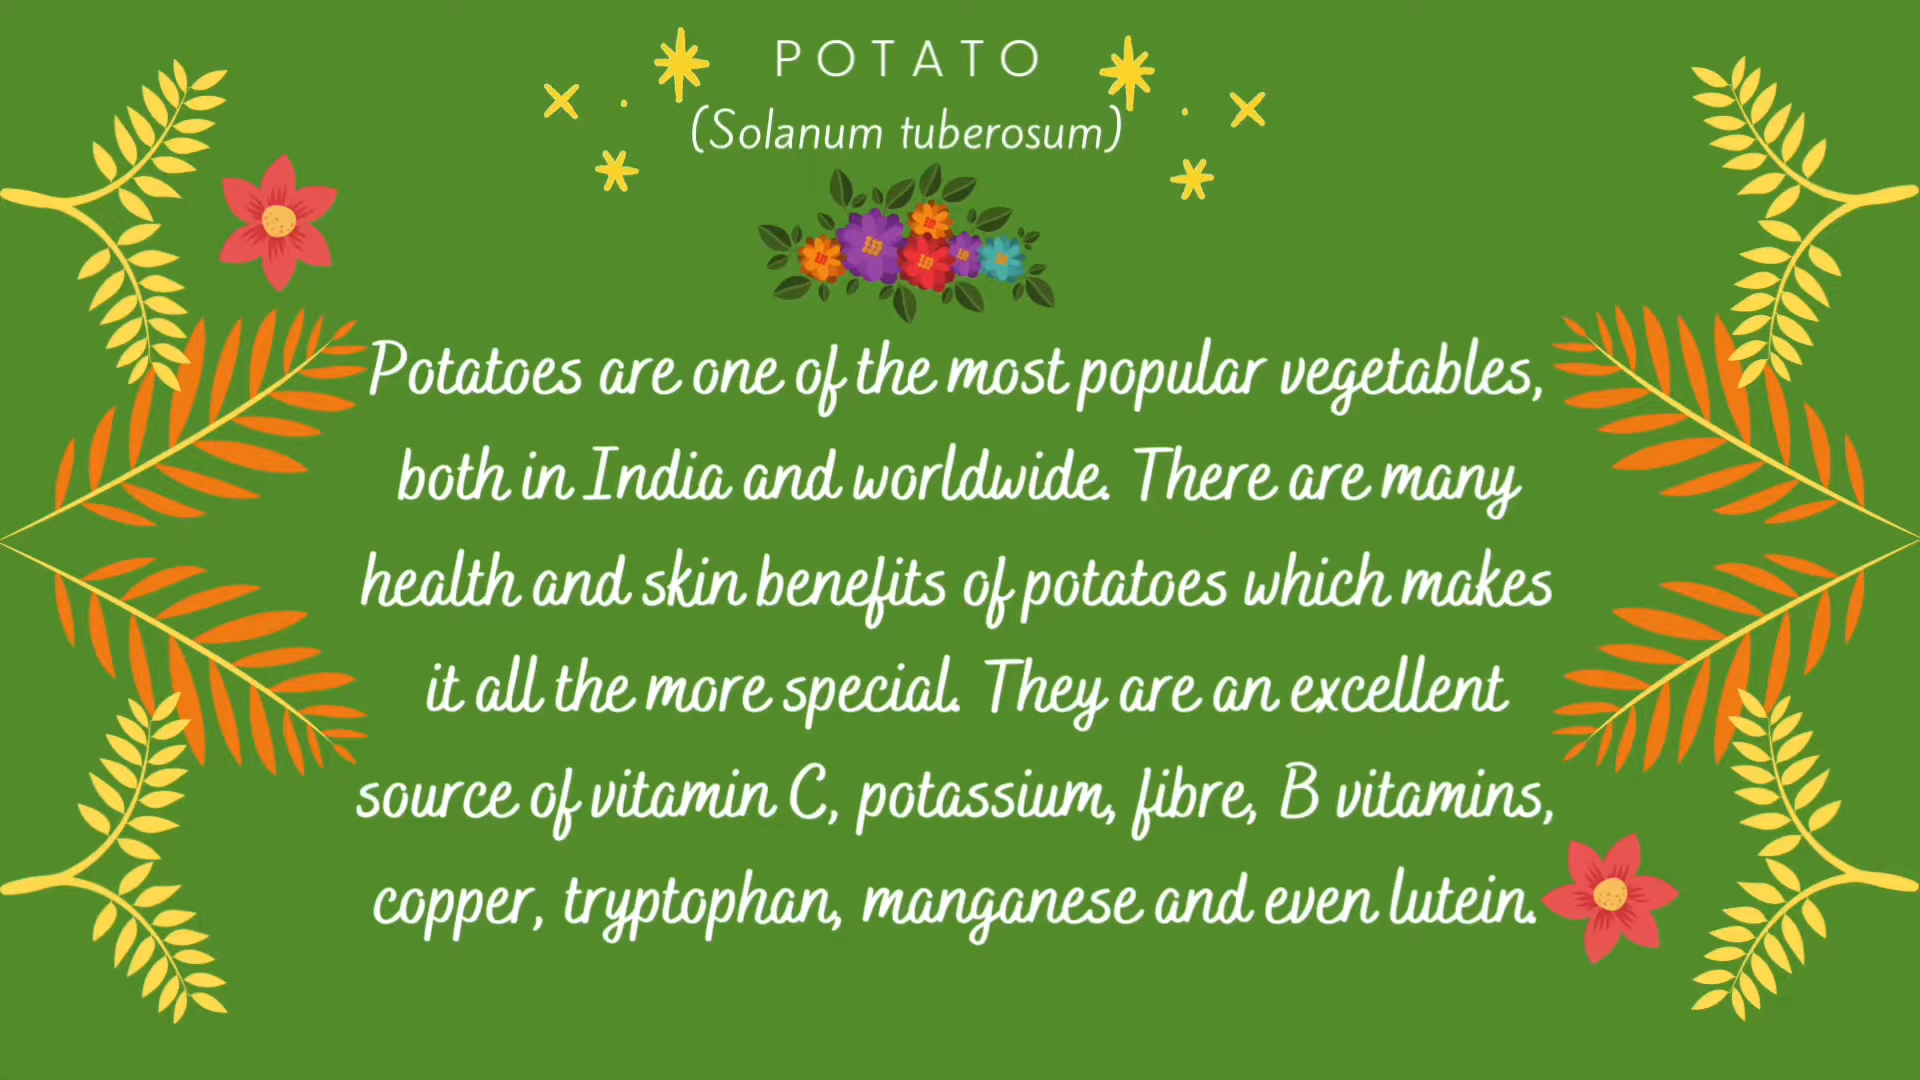 POTATO
(Solanum tuberosum)
Potatoes are one of the most popular vegetables,
both in India and worldwide. There are many
health and skin benefits of potatoes which makes
it all the more special. They are an excellent
source of vitamin C, potassium, fibre, B vitamins,
copper, tryptophan, manganese and even lutein.